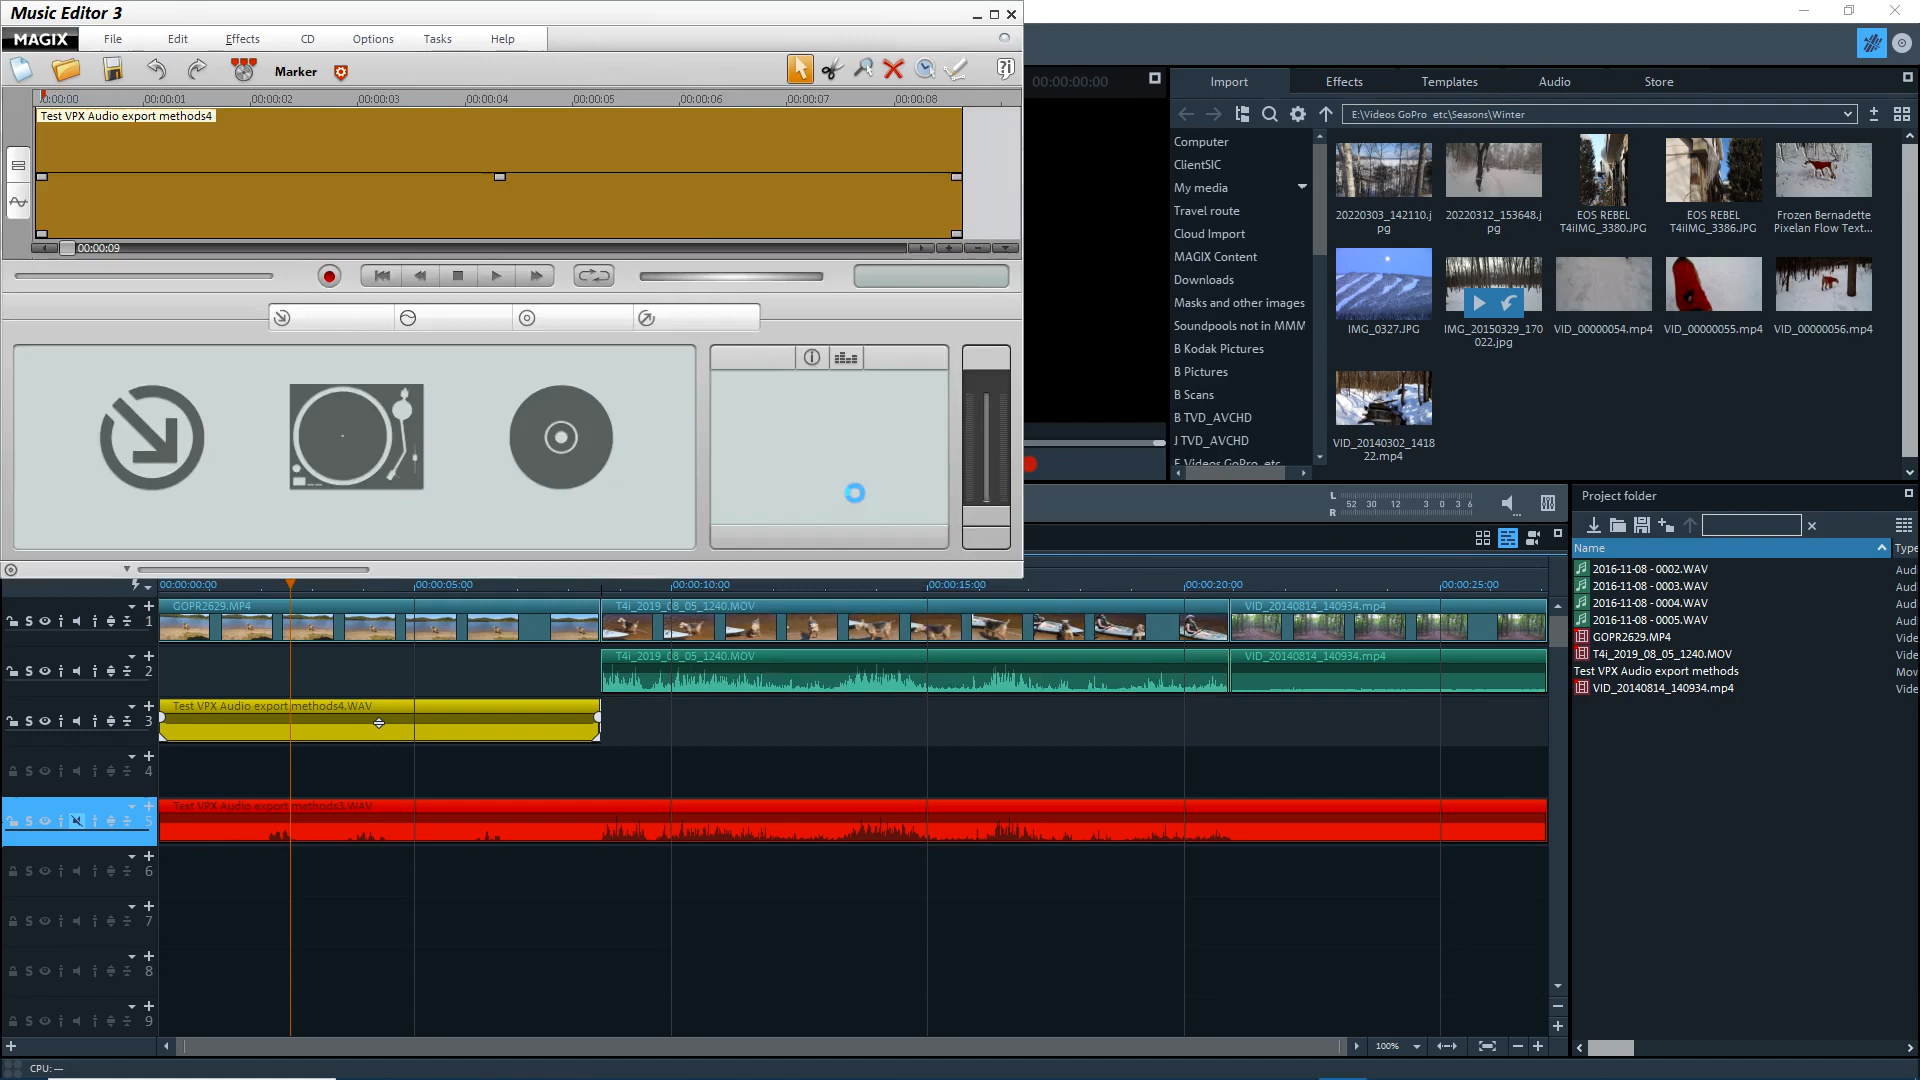 Music Editor 3
MAGIX File Edit Effects CD Options Tasks Help
Marker
00:00:00 00:00:01 00:00:02 00:00:03 00:00:04 00:00:05 00:00:06 00:00:07 00:00:08
Test VPX Audio export methods4
00:00:09
00:00:00:00
Import Effects Templates Audio Store
E:\Videos GoPro etc\Seasons\Winter
Computer
ClientSIC
My media
Travel route
Cloud Import
MAGIX Content
Downloads
Masks and other images
Soundpools not in MMM
B Kodak Pictures
B Pictures
B Scans
B TVD_AVCHD
J TVD_AVCHD
E Videos GoPro etc
20220303_142110.j
pg
20220312_153648.j
pg
EOS REBEL
T4iIMG_3380.JPG
EOS REBEL
T4iIMG_3386.JPG
Frozen Bernadette
Pixelan Flow Text...
IMG_0327.JPG
IMG_20150329_170
022.jpg
VID_00000054.mp4
VID_00000055.mp4
VID_00000056.mp4
VID_20140302_1418
22.mp4
L
R
52 30 12 3 0 3 6
Project folder
Name Type
2016-11-08 - 0002.WAV Aud
2016-11-08 - 0003.WAV Aud
2016-11-08 - 0004.WAV Aud
2016-11-08 - 0005.WAV Aud
GOPR2629.MP4 Vide
T4i_2019_08_05_1240.MOV Vide
Test VPX Audio export methods Mov
VID_20140814_140934.mp4 Vide
00:00:00:00 00:00:05:00 00:00:10:00 00:00:15:00 00:00:20:00 00:00:25:00
S 1
GOPR2629.MP4 T4i_2019_08_05_1240.MOV VID_20140814_140934.mp4
S 2
T4i_2019_08_05_1240.MOV VID_20140814_140934.mp4
S 3
Test VPX Audio export methods4.WAV
S 4
S 5
Test VPX Audio export methods3.WAV
S 6
S 7
S 8
S 9
100%
CPU: —